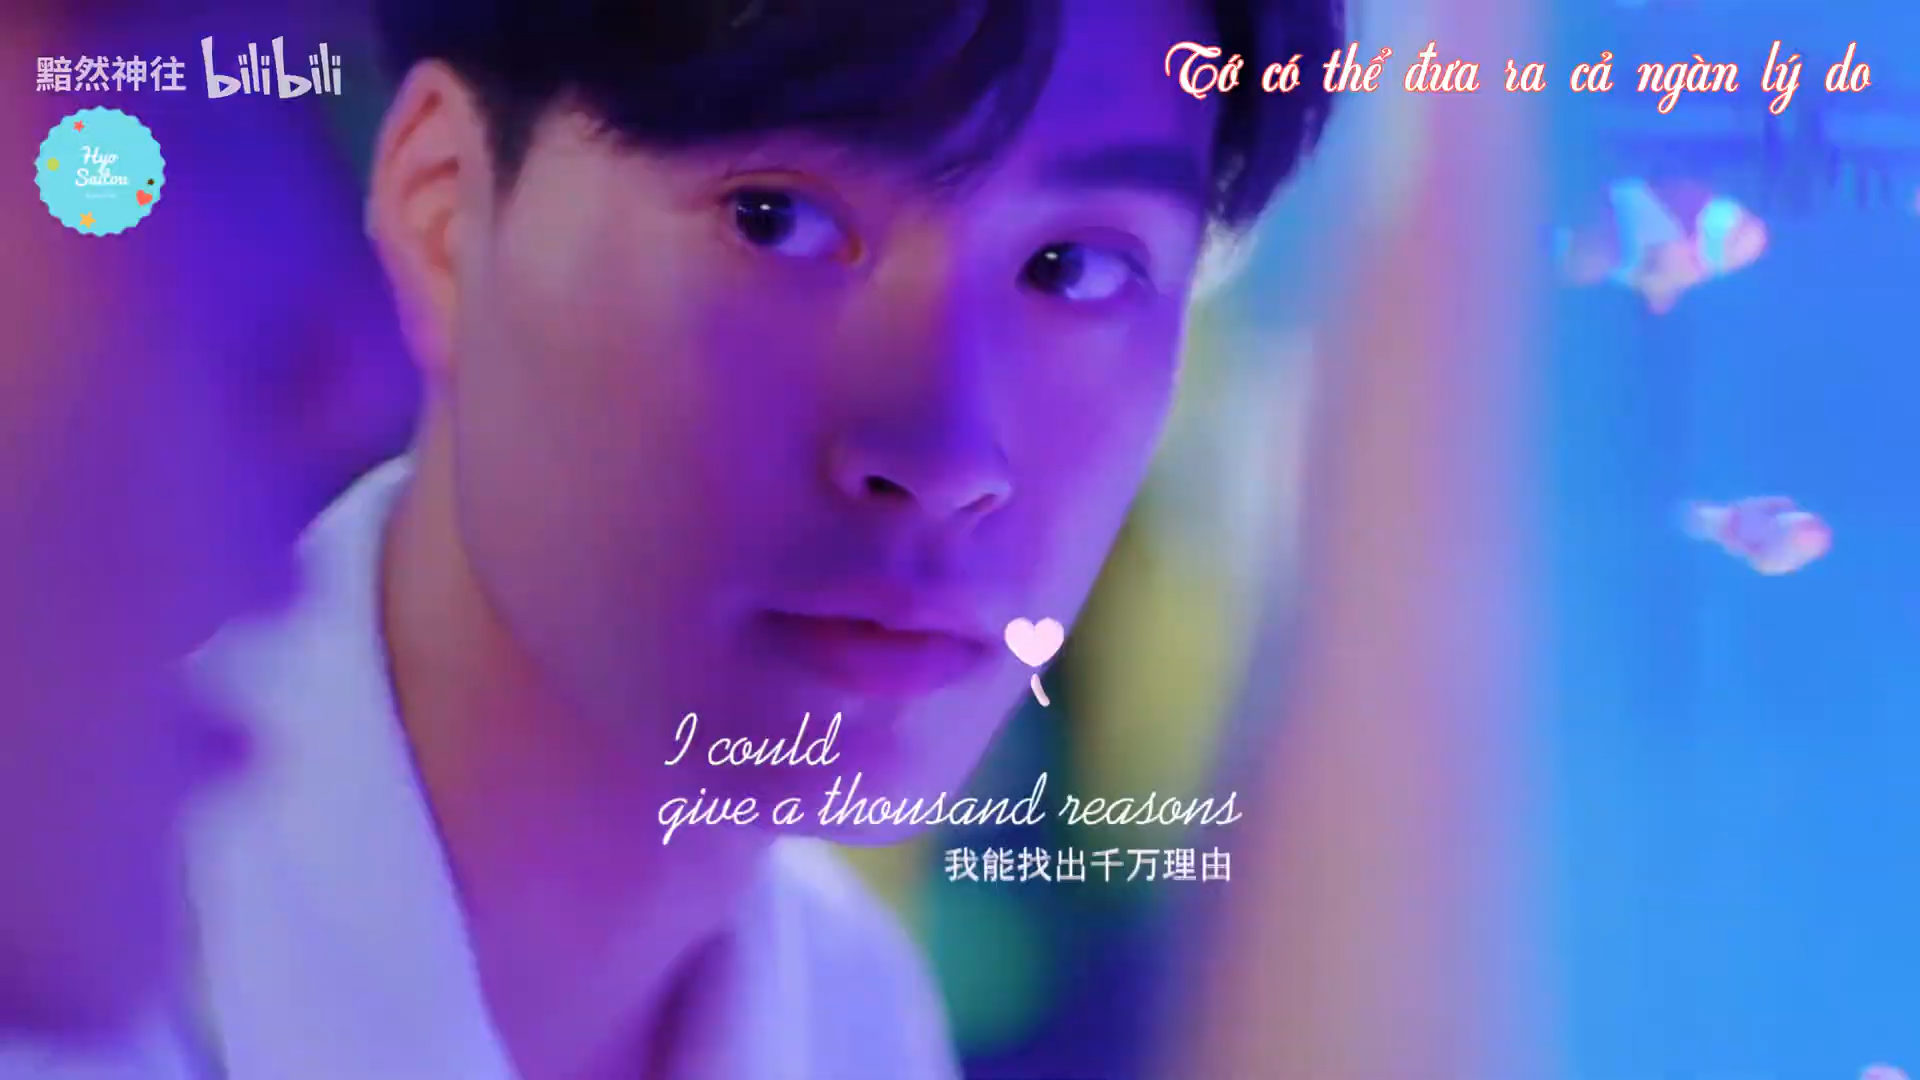 黯然神往 bilibili
Tớ có thể đưa ra cả ngàn lý do
Hyo
Saitou
I could
give a thousand reasons
我能找出千万理由